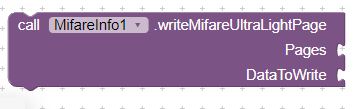 call MifareInfo1 .writeMifareUltraLightPage
Pages
DataToWrite